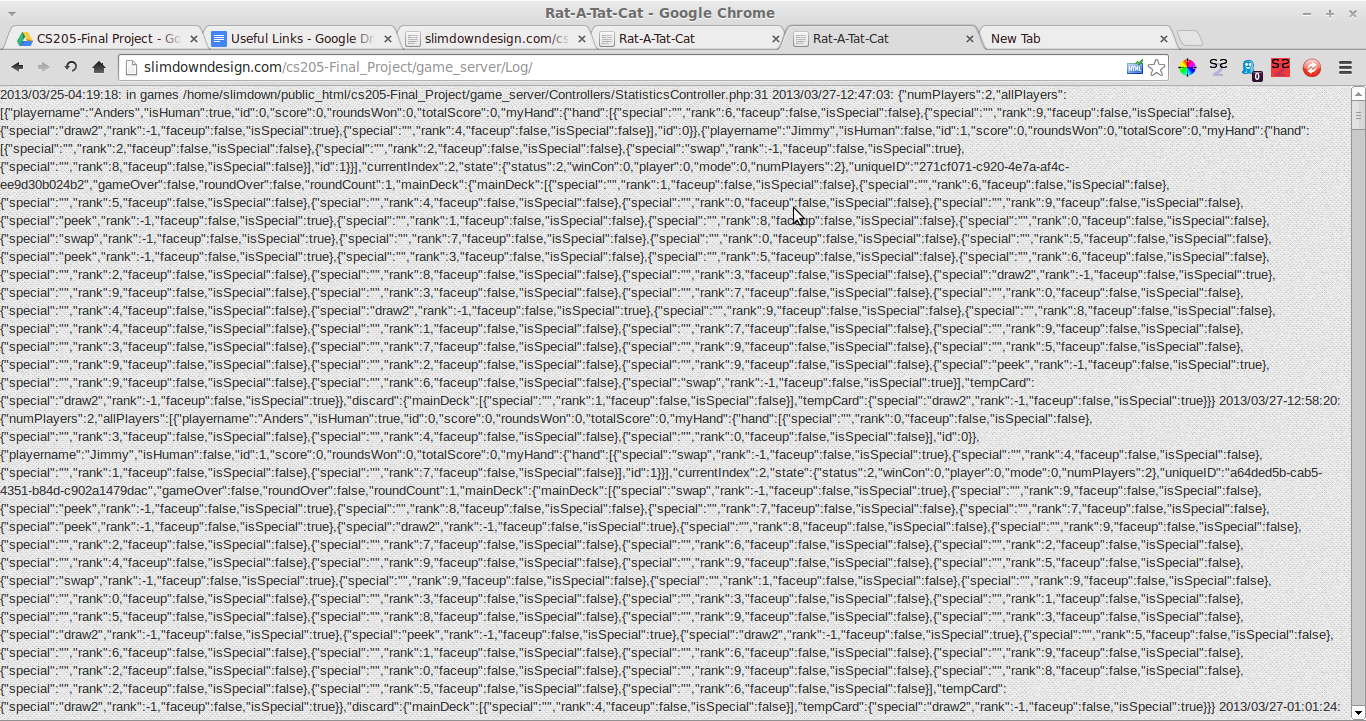 Rat-A-Tat-Cat - Google Chrome
CS205-Final Project - Go
Useful Links - Google Dr
slimdowndesign.com/cs
Rat-A-Tat-Cat
Rat-A-Tat-Cat
New Tab
slimdowndesign.com/cs205-Final_Project/game_server/Log/
2013/03/25-04:19:18: in games /home/slimdown/public_html/cs205-Final_Project/game_server/Controllers/StatisticsController.php:31 2013/03/27-12:47:03: {"numPlayers":2,"allPlayers":
[{"playername":"Anders","isHuman":true,"id":0,"score":0,"roundsWon":0,"totalScore":0,"myHand":{"hand":[{"special":"","rank":6,"faceup":false,"isSpecial":false},{"special":"","rank":9,"faceup":false,"isSpecial":false},
{"special":"draw2","rank":-1,"faceup":false,"isSpecial":true},{"special":"","rank":4,"faceup":false,"isSpecial":false}],"id":0}},{"playername":"Jimmy","isHuman":false,"id":1,"score":0,"roundsWon":0,"totalScore":0,"myHand":{"hand":
[{"special":"","rank":2,"faceup":false,"isSpecial":false},{"special":"","rank":2,"faceup":false,"isSpecial":false},{"special":"swap","rank":-1,"faceup":false,"isSpecial":true},
{"special":"","rank":8,"faceup":false,"isSpecial":false}],"id":1}}],"currentIndex":2,"state":{"status":2,"winCon":0,"player":0,"mode":0,"numPlayers":2},"uniqueID":"271cf071-c920-4e7a-af4c-
ee9d30b024b2","gameOver":false,"roundOver":false,"roundCount":1,"mainDeck":{"mainDeck":[{"special":"","rank":1,"faceup":false,"isSpecial":false},{"special":"","rank":6,"faceup":false,"isSpecial":false},
{"special":"","rank":5,"faceup":false,"isSpecial":false},{"special":"","rank":4,"faceup":false,"isSpecial":false},{"special":"","rank":0,"faceup":false,"isSpecial":false},{"special":"","rank":9,"faceup":false,"isSpecial":false},
{"special":"peek","rank":-1,"faceup":false,"isSpecial":true},{"special":"","rank":1,"faceup":false,"isSpecial":false},{"special":"","rank":8,"faceup":false,"isSpecial":false},{"special":"","rank":0,"faceup":false,"isSpecial":false},
{"special":"swap","rank":-1,"faceup":false,"isSpecial":true},{"special":"","rank":7,"faceup":false,"isSpecial":false},{"special":"","rank":0,"faceup":false,"isSpecial":false},{"special":"","rank":5,"faceup":false,"isSpecial":false},
{"special":"peek","rank":-1,"faceup":false,"isSpecial":true},{"special":"","rank":3,"faceup":false,"isSpecial":false},{"special":"","rank":5,"faceup":false,"isSpecial":false},{"special":"","rank":6,"faceup":false,"isSpecial":false},
{"special":"","rank":2,"faceup":false,"isSpecial":false},{"special":"","rank":8,"faceup":false,"isSpecial":false},{"special":"","rank":3,"faceup":false,"isSpecial":false},{"special":"draw2","rank":-1,"faceup":false,"isSpecial":true},
{"special":"","rank":9,"faceup":false,"isSpecial":false},{"special":"","rank":3,"faceup":false,"isSpecial":false},{"special":"","rank":7,"faceup":false,"isSpecial":false},{"special":"","rank":0,"faceup":false,"isSpecial":false},
{"special":"","rank":4,"faceup":false,"isSpecial":false},{"special":"draw2","rank":-1,"faceup":false,"isSpecial":true},{"special":"","rank":9,"faceup":false,"isSpecial":false},{"special":"","rank":8,"faceup":false,"isSpecial":false},
{"special":"","rank":4,"faceup":false,"isSpecial":false},{"special":"","rank":1,"faceup":false,"isSpecial":false},{"special":"","rank":7,"faceup":false,"isSpecial":false},{"special":"","rank":9,"faceup":false,"isSpecial":false},
{"special":"","rank":3,"faceup":false,"isSpecial":false},{"special":"","rank":7,"faceup":false,"isSpecial":false},{"special":"","rank":9,"faceup":false,"isSpecial":false},{"special":"","rank":5,"faceup":false,"isSpecial":false},
{"special":"","rank":9,"faceup":false,"isSpecial":false},{"special":"","rank":2,"faceup":false,"isSpecial":false},{"special":"","rank":9,"faceup":false,"isSpecial":false},{"special":"peek","rank":-1,"faceup":false,"isSpecial":true},
{"special":"","rank":9,"faceup":false,"isSpecial":false},{"special":"","rank":6,"faceup":false,"isSpecial":false},{"special":"swap","rank":-1,"faceup":false,"isSpecial":true}],"tempCard":
{"special":"draw2","rank":-1,"faceup":false,"isSpecial":true}},"discard":{"mainDeck":[{"special":"","rank":1,"faceup":false,"isSpecial":false}],"tempCard":{"special":"draw2","rank":-1,"faceup":false,"isSpecial":true}}} 2013/03/27-12:58:20:
{"numPlayers":2,"allPlayers":[{"playername":"Anders","isHuman":true,"id":0,"score":0,"roundsWon":0,"totalScore":0,"myHand":{"hand":[{"special":"","rank":0,"faceup":false,"isSpecial":false},
{"special":"","rank":3,"faceup":false,"isSpecial":false},{"special":"","rank":4,"faceup":false,"isSpecial":false},{"special":"","rank":0,"faceup":false,"isSpecial":false}],"id":0}},
{"playername":"Jimmy","isHuman":false,"id":1,"score":0,"roundsWon":0,"totalScore":0,"myHand":{"hand":[{"special":"swap","rank":-1,"faceup":false,"isSpecial":true},{"special":"","rank":4,"faceup":false,"isSpecial":false},
{"special":"","rank":1,"faceup":false,"isSpecial":false},{"special":"","rank":7,"faceup":false,"isSpecial":false}],"id":1}}],"currentIndex":2,"state":{"status":2,"winCon":0,"player":0,"mode":0,"numPlayers":2},"uniqueID":"a64ded5b-cab5-
4351-b84d-c902a1479dac","gameOver":false,"roundOver":false,"roundCount":1,"mainDeck":{"mainDeck":[{"special":"swap","rank":-1,"faceup":false,"isSpecial":true},{"special":"","rank":9,"faceup":false,"isSpecial":false},
{"special":"peek","rank":-1,"faceup":false,"isSpecial":true},{"special":"","rank":8,"faceup":false,"isSpecial":false},{"special":"","rank":7,"faceup":false,"isSpecial":false},{"special":"","rank":7,"faceup":false,"isSpecial":false},
{"special":"peek","rank":-1,"faceup":false,"isSpecial":true},{"special":"draw2","rank":-1,"faceup":false,"isSpecial":true},{"special":"","rank":8,"faceup":false,"isSpecial":false},{"special":"","rank":9,"faceup":false,"isSpecial":false},
{"special":"","rank":2,"faceup":false,"isSpecial":false},{"special":"","rank":7,"faceup":false,"isSpecial":false},{"special":"","rank":6,"faceup":false,"isSpecial":false},{"special":"","rank":2,"faceup":false,"isSpecial":false},
{"special":"","rank":4,"faceup":false,"isSpecial":false},{"special":"","rank":9,"faceup":false,"isSpecial":false},{"special":"","rank":9,"faceup":false,"isSpecial":false},{"special":"","rank":5,"faceup":false,"isSpecial":false},
{"special":"swap","rank":-1,"faceup":false,"isSpecial":true},{"special":"","rank":9,"faceup":false,"isSpecial":false},{"special":"","rank":1,"faceup":false,"isSpecial":false},{"special":"","rank":9,"faceup":false,"isSpecial":false},
{"special":"","rank":0,"faceup":false,"isSpecial":false},{"special":"","rank":3,"faceup":false,"isSpecial":false},{"special":"","rank":3,"faceup":false,"isSpecial":false},{"special":"","rank":1,"faceup":false,"isSpecial":false},
{"special":"","rank":5,"faceup":false,"isSpecial":false},{"special":"","rank":8,"faceup":false,"isSpecial":false},{"special":"","rank":9,"faceup":false,"isSpecial":false},{"special":"","rank":3,"faceup":false,"isSpecial":false},
{"special":"draw2","rank":-1,"faceup":false,"isSpecial":true},{"special":"peek","rank":-1,"faceup":false,"isSpecial":true},{"special":"draw2","rank":-1,"faceup":false,"isSpecial":true},{"special":"","rank":5,"faceup":false,"isSpecial":false},
{"special":"","rank":6,"faceup":false,"isSpecial":false},{"special":"","rank":1,"faceup":false,"isSpecial":false},{"special":"","rank":6,"faceup":false,"isSpecial":false},{"special":"","rank":9,"faceup":false,"isSpecial":false},
{"special":"","rank":2,"faceup":false,"isSpecial":false},{"special":"","rank":0,"faceup":false,"isSpecial":false},{"special":"","rank":9,"faceup":false,"isSpecial":false},{"special":"","rank":8,"faceup":false,"isSpecial":false},
{"special":"","rank":2,"faceup":false,"isSpecial":false},{"special":"","rank":5,"faceup":false,"isSpecial":false},{"special":"","rank":6,"faceup":false,"isSpecial":false}],"tempCard":
{"special":"draw2","rank":-1,"faceup":false,"isSpecial":true}},"discard":{"mainDeck":[{"special":"","rank":4,"faceup":false,"isSpecial":false}],"tempCard":{"special":"draw2","rank":-1,"faceup":false,"isSpecial":true}}} 2013/03/27-01:01:24: